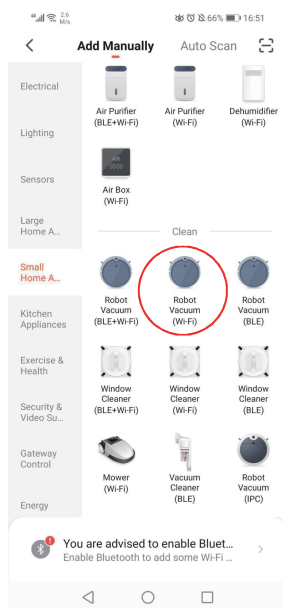 2.6
M/s
66%
16:51
Add Manually
Auto Scan
Electrical
Lighting
Sensors
Large
Home A...
Small
Home A...
Kitchen
Appliances
Exercise &
Health
Security &
Video Su...
Gateway
Control
Energy
Air Purifier
(BLE+Wi-Fi)
Air Purifier
(Wi-Fi)
Dehumidifier
(Wi-Fi)
Air Box
(Wi-Fi)
Clean
Robot
Vacuum
(BLE+Wi-Fi)
Robot
Vacuum
(Wi-Fi)
Robot
Vacuum
(BLE)
Window
Cleaner
(BLE+Wi-Fi)
Window
Cleaner
(Wi-Fi)
Window
Cleaner
(BLE)
Mower
(Wi-Fi)
Vacuum
Cleaner
(BLE)
Robot
Vacuum
(IPC)
You are advised to enable Bluet...
Enable Bluetooth to add some Wi-Fi ...